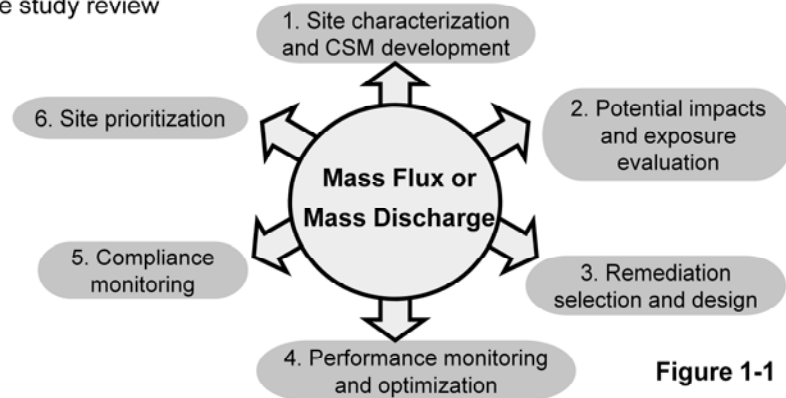 study review
1. Site characterization
and CSM development
6. Site prioritization
2. Potential impacts
and exposure
evaluation
Mass Flux or
Mass Discharge
5. Compliance
monitoring
3. Remediation
selection and design
4. Performance monitoring
and optimization
Figure 1-1